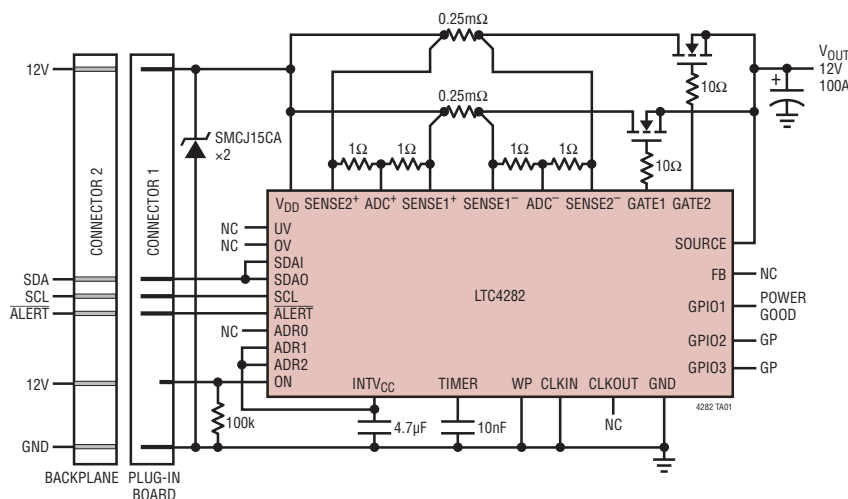 0.25mΩ
V_OUT
12V
100A
12V
+
10Ω
0.25mΩ
SMCJ15CA
×2
1Ω
1Ω
1Ω
1Ω
10Ω
CONNECTOR 2
CONNECTOR 1
V_DD
SENSE2⁺
ADC⁺
SENSE1⁺
SENSE1⁻
ADC⁻
SENSE2⁻
GATE1
GATE2
NC
UV
NC
OV
SDAI
SDA
SDAO
SCL
SCL
ALERT
ALERT
NC
ADR0
ADR1
ADR2
12V
ON
SOURCE
FB
NC
LTC4282
GPIO1
POWER
GOOD
GPIO2
GP
GPIO3
GP
INTV_CC
TIMER
WP
CLKIN
CLKOUT
GND
4282 TA01
100k
4.7µF
10nF
NC
GND
BACKPLANE
PLUG-IN
BOARD